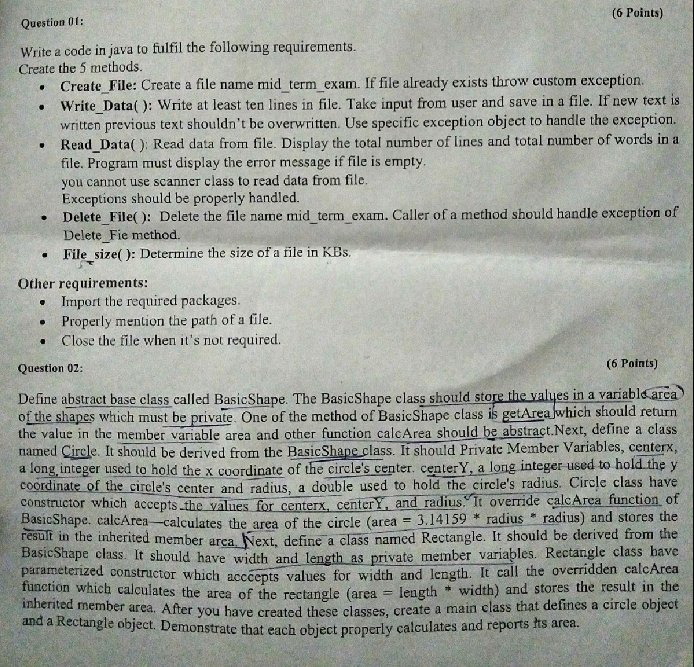 (6 Points)
Question 01:
Write a code in java to fulfil the following requirements.
Create the 5 methods.
• Create_File: Create a file name mid_term_exam. If file already exists throw custom exception.
• Write_Data( ): Write at least ten lines in file. Take input from user and save in a file. If new text is
written previous text shouldn't be overwritten. Use specific exception object to handle the exception.
• Read_Data( ): Read data from file. Display the total number of lines and total number of words in a
file. Program must display the error message if file is empty.
you cannot use scanner class to read data from file.
Exceptions should be properly handled.
• Delete_File( ): Delete the file name mid_term_exam. Caller of a method should handle exception of
Delete_Fie method.
• File_size( ): Determine the size of a file in KBs.
Other requirements:
• Import the required packages.
• Properly mention the path of a file.
• Close the file when it's not required.
(6 Points)
Question 02:
Define abstract base class called BasicShape. The BasicShape class should store the values in a variable area
of the shapes which must be private. One of the method of BasicShape class is getArea which should return
the value in the member variable area and other function calcArea should be abstract.Next, define a class
named Circle. It should be derived from the BasicShape class. It should Private Member Variables, centerx,
a long integer used to hold the x coordinate of the circle's center. centerY, a long integer used to hold the y
coordinate of the circle's center and radius, a double used to hold the circle's radius. Circle class have
constructor which accepts the values for centerx, centerY, and radius. It override calcArea function of
BasicShape. calcArea—calculates the area of the circle (area = 3.14159 * radius * radius) and stores the
result in the inherited member area. Next, define a class named Rectangle. It should be derived from the
BasicShape class. It should have width and length as private member variables. Rectangle class have
parameterized constructor which acccepts values for width and length. It call the overridden calcArea
function which calculates the area of the rectangle (area = length * width) and stores the result in the
inherited member area. After you have created these classes, create a main class that defines a circle object
and a Rectangle object. Demonstrate that each object properly calculates and reports its area.